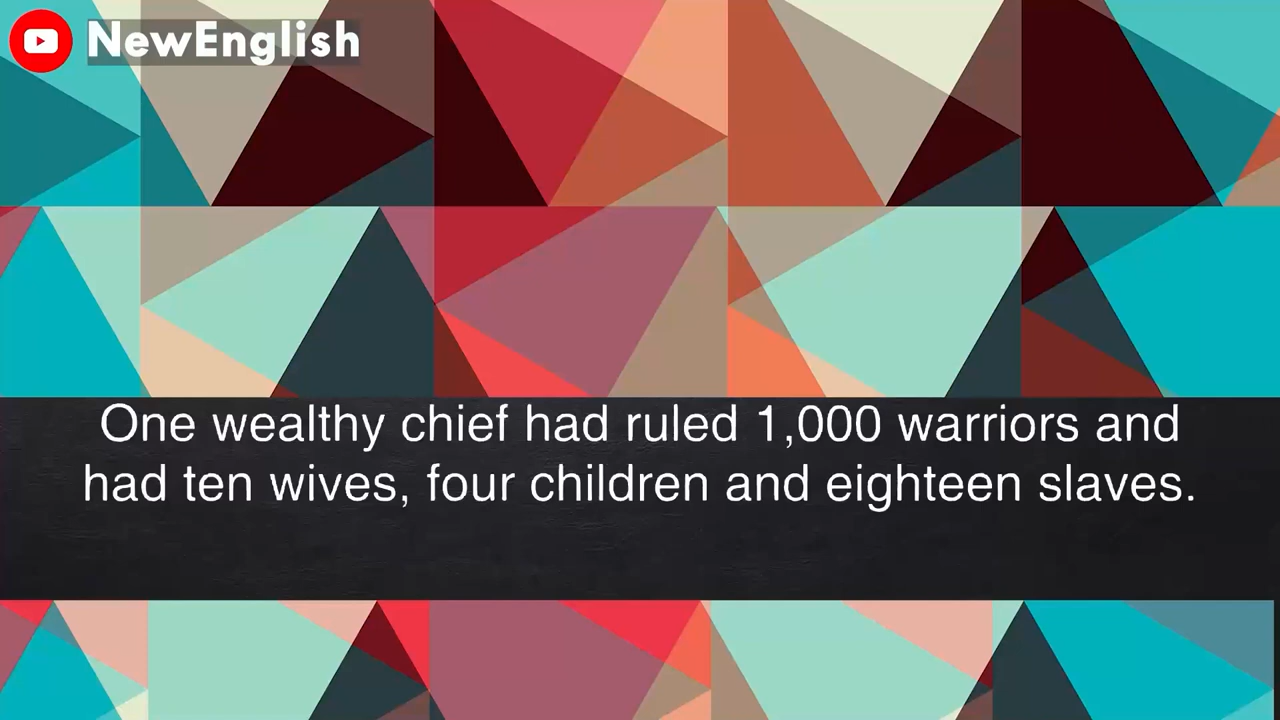 NewEnglish
One wealthy chief had ruled 1,000 warriors and
had ten wives, four children and eighteen slaves.